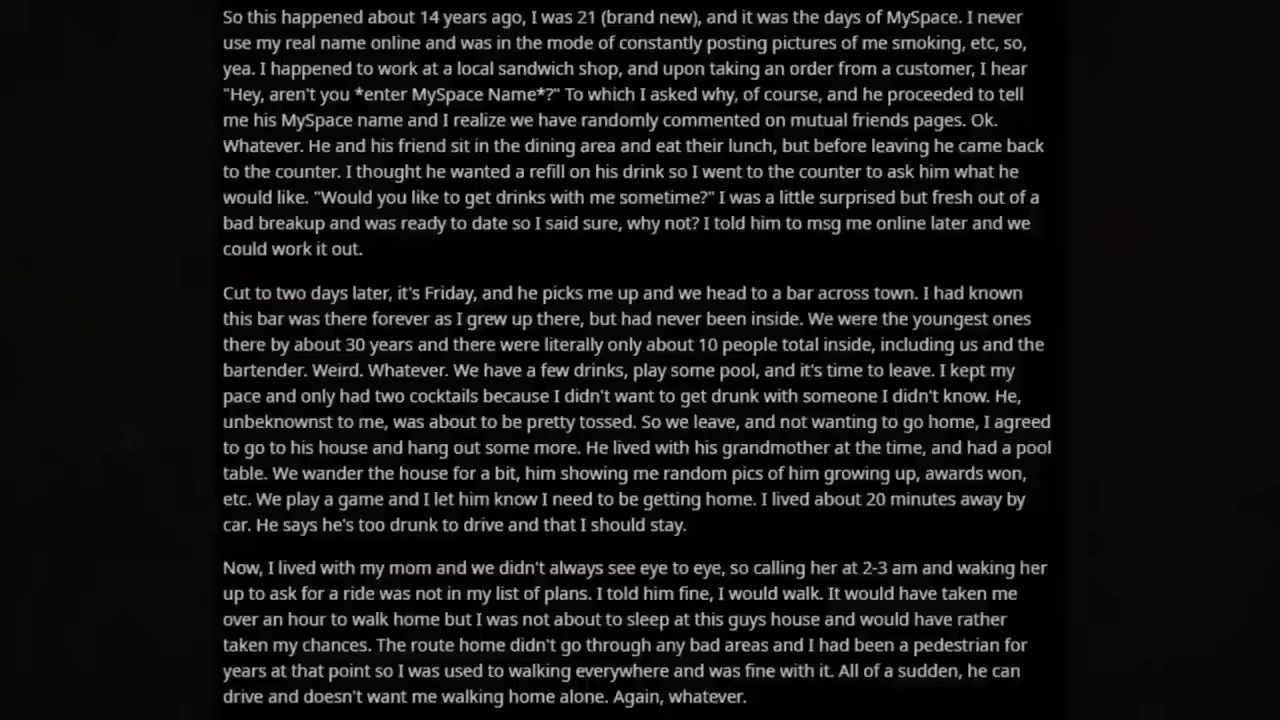 So this happened about 14 years ago, I was 21 (brand new), and it was the days of MySpace. I never
use my real name online and was in the mode of constantly posting pictures of me smoking, etc, so,
yea. I happened to work at a local sandwich shop, and upon taking an order from a customer, I hear
"Hey, aren't you *enter MySpace Name*?" To which I asked why, of course, and he proceeded to tell
me his MySpace name and I realize we have randomly commented on mutual friends pages. Ok.
Whatever. He and his friend sit in the dining area and eat their lunch, but before leaving he came back
to the counter. I thought he wanted a refill on his drink so I went to the counter to ask him what he
would like. "Would you like to get drinks with me sometime?" I was a little surprised but fresh out of a
bad breakup and was ready to date so I said sure, why not? I told him to msg me online later and we
could work it out.
Cut to two days later, it's Friday, and he picks me up and we head to a bar across town. I had known
this bar was there forever as I grew up there, but had never been inside. We were the youngest ones
there by about 30 years and there were literally only about 10 people total inside, including us and the
bartender. Weird. Whatever. We have a few drinks, play some pool, and it's time to leave. I kept my
pace and only had two cocktails because I didn't want to get drunk with someone I didn't know. He,
unbeknownst to me, was about to be pretty tossed. So we leave, and not wanting to go home, I agreed
to go to his house and hang out some more. He lived with his grandmother at the time, and had a pool
table. We wander the house for a bit, him showing me random pics of him growing up, awards won,
etc. We play a game and I let him know I need to be getting home. I lived about 20 minutes away by
car. He says he's too drunk to drive and that I should stay.
Now, I lived with my mom and we didn't always see eye to eye, so calling her at 2-3 am and waking her
up to ask for a ride was not in my list of plans. I told him fine, I would walk. It would have taken me
over an hour to walk home but I was not about to sleep at this guys house and would have rather
taken my chances. The route home didn't go through any bad areas and I had been a pedestrian for
years at that point so I was used to walking everywhere and was fine with it. All of a sudden, he can
drive and doesn't want me walking home alone. Again, whatever.